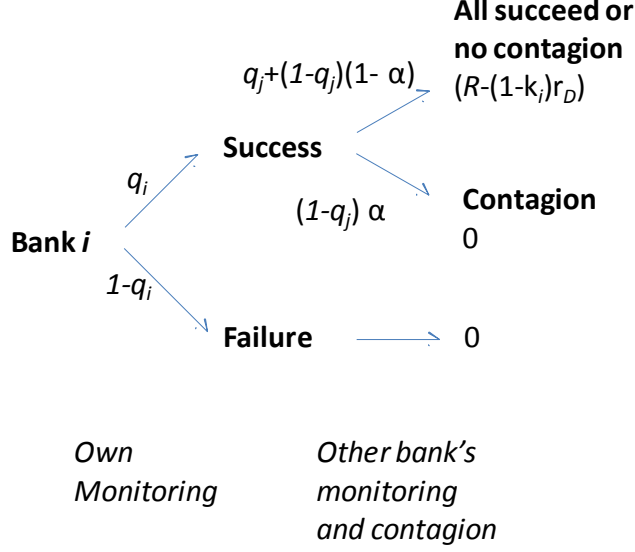 All succeed or
no contagion
qj+(1-qj)(1- α)
(R-(1-ki)rD)
Success
qi
(1-qj) α
Contagion
0
Bank i
1-qi
Failure
0
Own
Monitoring
Other bank's
monitoring
and contagion